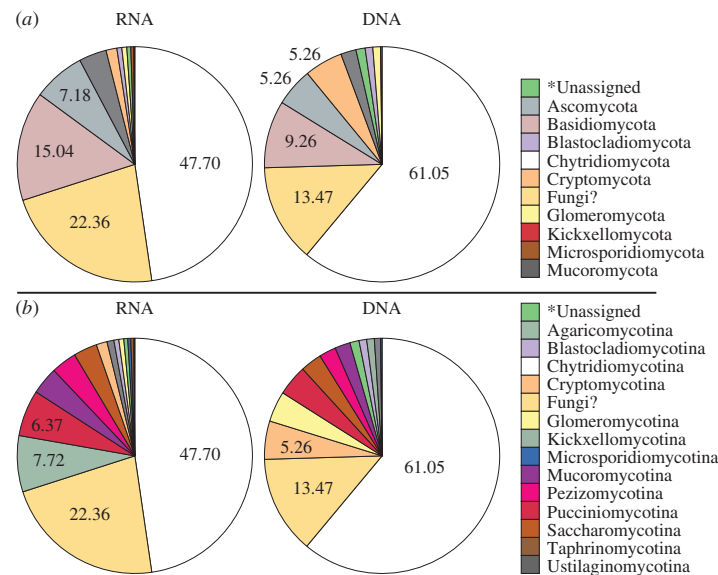 (a)
RNA
DNA
47.70
22.36
15.04
7.18
61.05
13.47
9.26
5.26
5.26
*Unassigned
Ascomycota
Basidiomycota
Blastocladiomycota
Chytridiomycota
Cryptomycota
Fungi?
Glomeromycota
Kickxellomycota
Microsporidiomycota
Mucoromycota
(b)
RNA
DNA
47.70
22.36
7.72
6.37
61.05
13.47
5.26
*Unassigned
Agaricomycotina
Blastocladiomycotina
Chytridiomycotina
Cryptomycotina
Fungi?
Glomeromycotina
Kickxellomycotina
Microsporidiomycotina
Mucoromycotina
Pezizomycotina
Pucciniomycotina
Saccharomycotina
Taphrinomycotina
Ustilaginomycotina